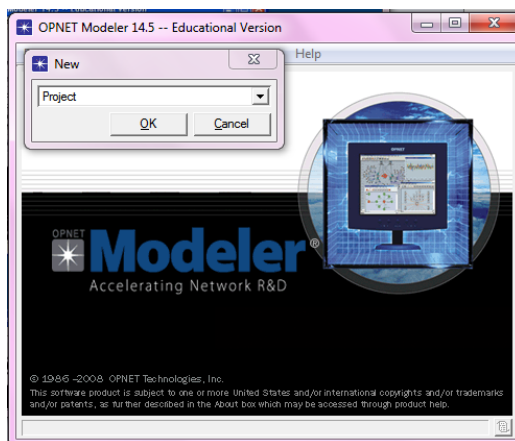 OPNET Modeler 14.5 -- Educational Version
New
Help
Project
OK
Cancel
OPNET
OPNET
Modeler®
Accelerating Network R&D
© 1986-2008 OPNET Technologies, Inc.
This software product is subject to one or more United States and/or international copyrights and/or trademarks
and/or patents, as further described in the About box which may be accessed through product help.